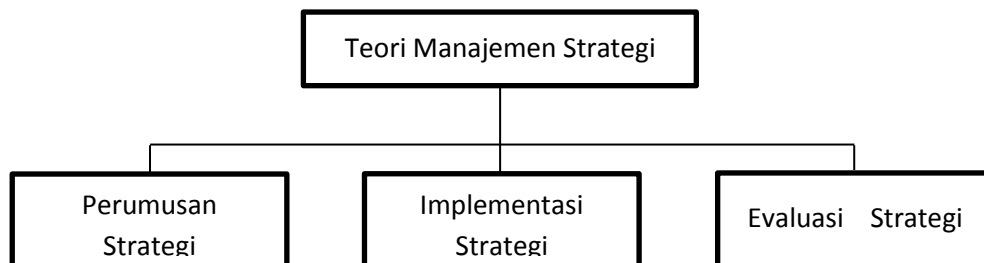 Teori Manajemen Strategi
Perumusan
Strategi
Implementasi
Strategi
Evaluasi Strategi